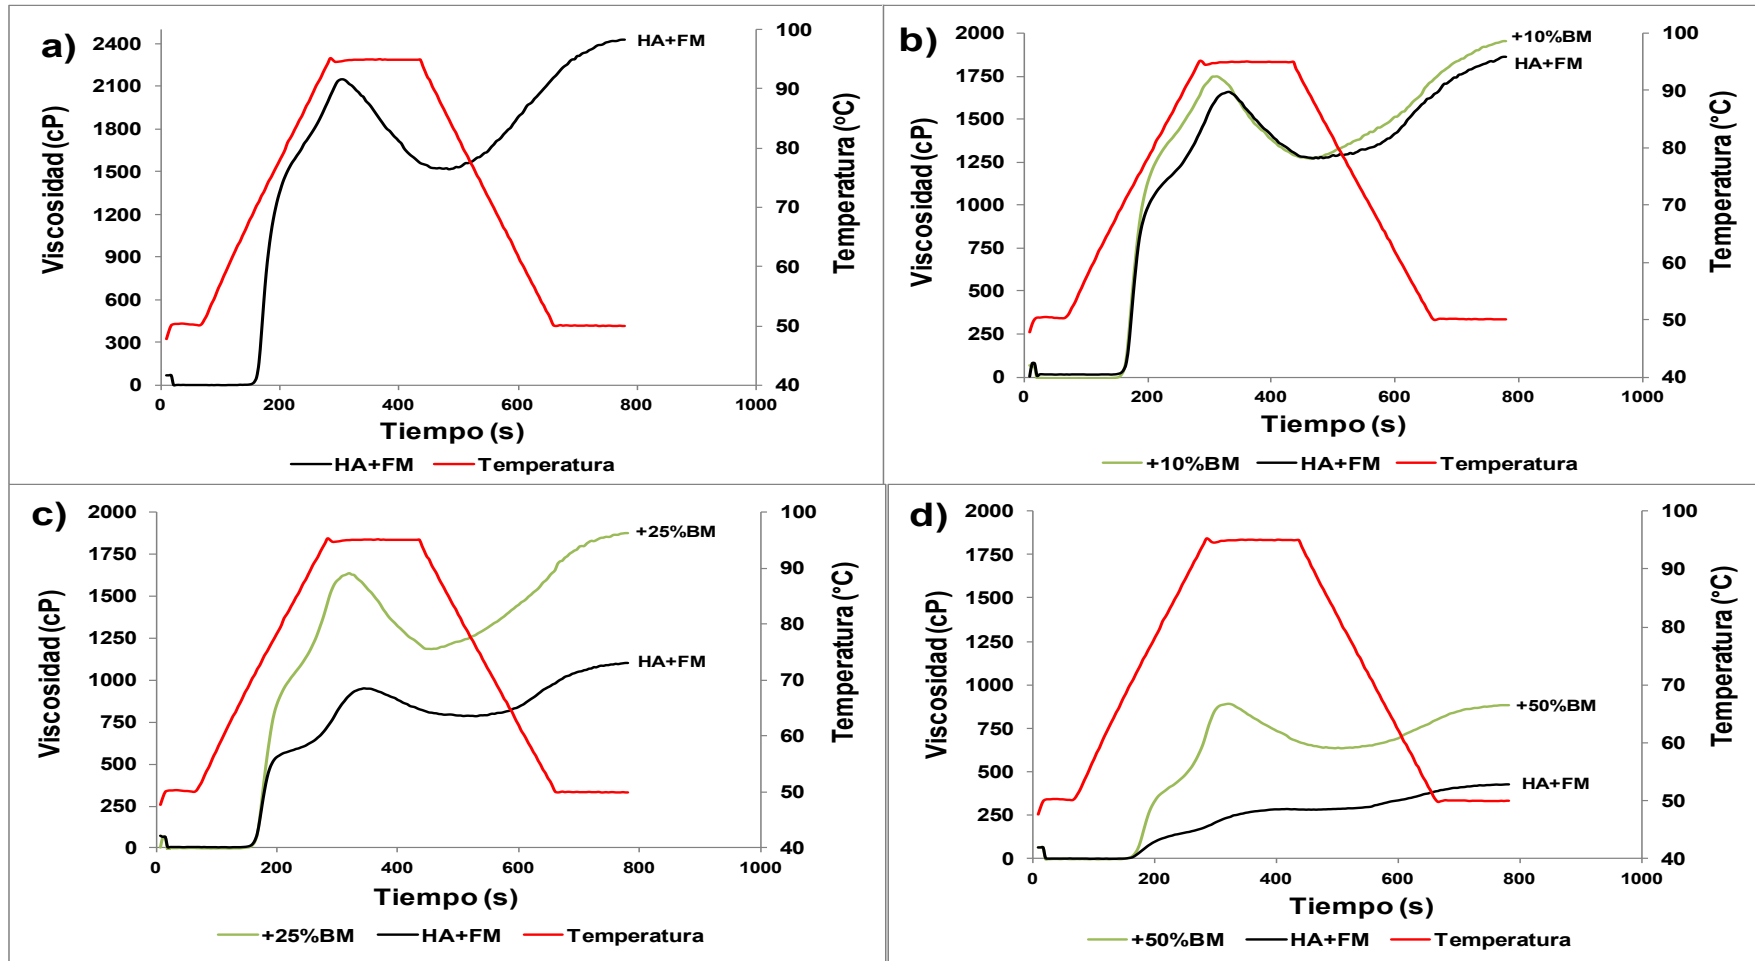 a)
2400
2100
1800
1500
1200
900
600
300
0
Viscosidad (cP)
100
90
80
70
60
50
40
Temperatura (ºC)
HA+FM
0 200 400 600 800 1000
Tiempo (s)
HA+FM Temperatura
b)
2000
1750
1500
1250
1000
750
500
250
0
Viscosidad (cP)
100
90
80
70
60
50
40
Temperatura (°C)
+10%BM
HA+FM
0 200 400 600 800 1000
Tiempo (s)
+10%BM HA+FM Temperatura
c)
2000
1750
1500
1250
1000
750
500
250
0
Viscosidad (cP)
100
90
80
70
60
50
40
Temperatura (°C)
+25%BM
HA+FM
0 200 400 600 800 1000
Tiempo (s)
+25%BM HA+FM Temperatura
d)
2000
1750
1500
1250
1000
750
500
250
0
Viscosidad (cP)
100
90
80
70
60
50
40
Temperatura (°C)
+50%BM
HA+FM
0 200 400 600 800 1000
Tiempo (s)
+50%BM HA+FM Temperatura